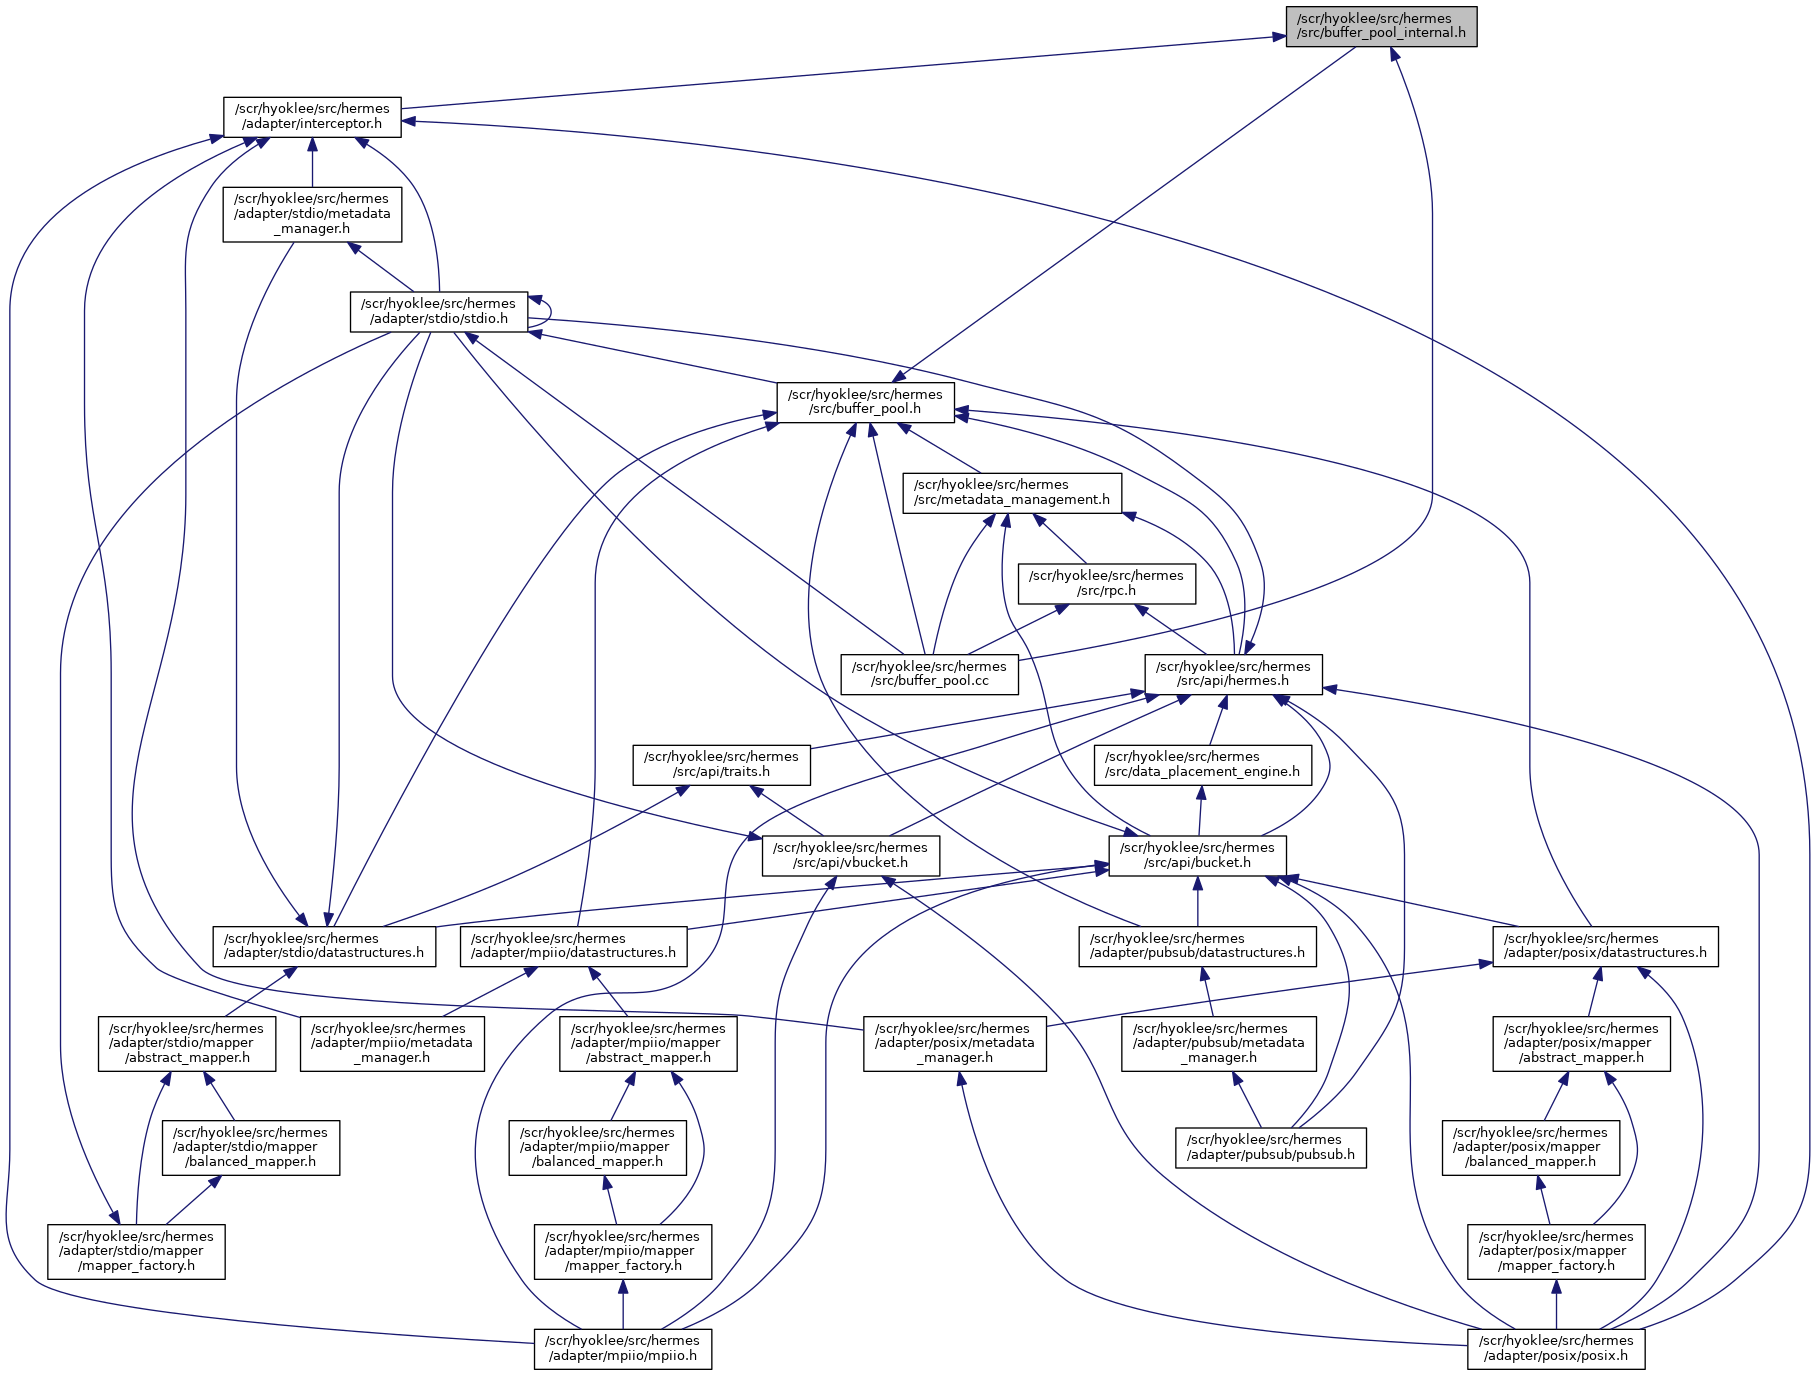 /scr/hyoklee/src/hermes
/src/buffer_pool_internal.h
/scr/hyoklee/src/hermes
/adapter/interceptor.h
/scr/hyoklee/src/hermes
/adapter/stdio/metadata
_manager.h
/scr/hyoklee/src/hermes
/adapter/stdio/stdio.h
/scr/hyoklee/src/hermes
/src/buffer_pool.h
/scr/hyoklee/src/hermes
/src/metadata_management.h
/scr/hyoklee/src/hermes
/src/rpc.h
/scr/hyoklee/src/hermes
/src/buffer_pool.cc
/scr/hyoklee/src/hermes
/src/api/hermes.h
/scr/hyoklee/src/hermes
/src/api/traits.h
/scr/hyoklee/src/hermes
/src/data_placement_engine.h
/scr/hyoklee/src/hermes
/src/api/vbucket.h
/scr/hyoklee/src/hermes
/src/api/bucket.h
/scr/hyoklee/src/hermes
/adapter/stdio/datastructures.h
/scr/hyoklee/src/hermes
/adapter/mpiio/datastructures.h
/scr/hyoklee/src/hermes
/adapter/pubsub/datastructures.h
/scr/hyoklee/src/hermes
/adapter/posix/datastructures.h
/scr/hyoklee/src/hermes
/adapter/stdio/mapper
/abstract_mapper.h
/scr/hyoklee/src/hermes
/adapter/mpiio/metadata
_manager.h
/scr/hyoklee/src/hermes
/adapter/mpiio/mapper
/abstract_mapper.h
/scr/hyoklee/src/hermes
/adapter/posix/metadata
_manager.h
/scr/hyoklee/src/hermes
/adapter/pubsub/metadata
_manager.h
/scr/hyoklee/src/hermes
/adapter/posix/mapper
/abstract_mapper.h
/scr/hyoklee/src/hermes
/adapter/stdio/mapper
/balanced_mapper.h
/scr/hyoklee/src/hermes
/adapter/mpiio/mapper
/balanced_mapper.h
/scr/hyoklee/src/hermes
/adapter/pubsub/pubsub.h
/scr/hyoklee/src/hermes
/adapter/posix/mapper
/balanced_mapper.h
/scr/hyoklee/src/hermes
/adapter/stdio/mapper
/mapper_factory.h
/scr/hyoklee/src/hermes
/adapter/mpiio/mapper
/mapper_factory.h
/scr/hyoklee/src/hermes
/adapter/posix/mapper
/mapper_factory.h
/scr/hyoklee/src/hermes
/adapter/mpiio/mpiio.h
/scr/hyoklee/src/hermes
/adapter/posix/posix.h